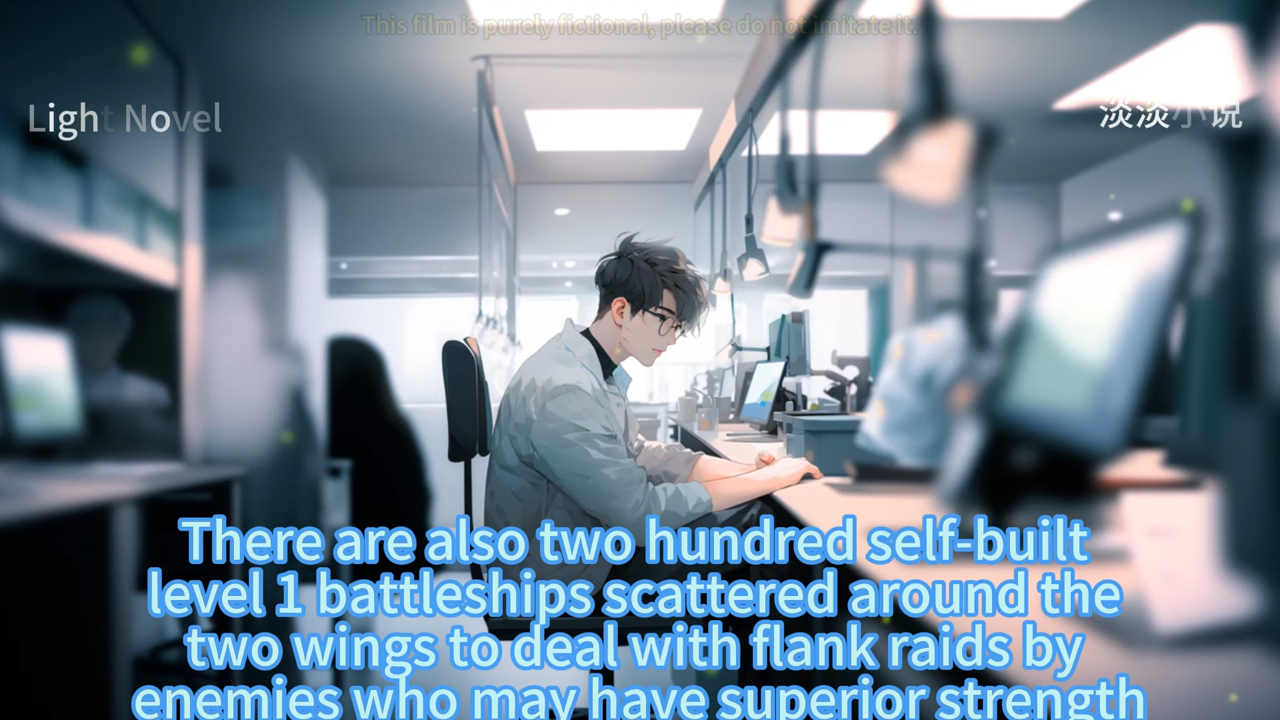 This film is purely fictional, please do not imitate it.
Light Novel
淡淡小说
There are also two hundred self-built
level 1 battleships scattered around the
two wings to deal with flank raids by
enemies who may have superior strength